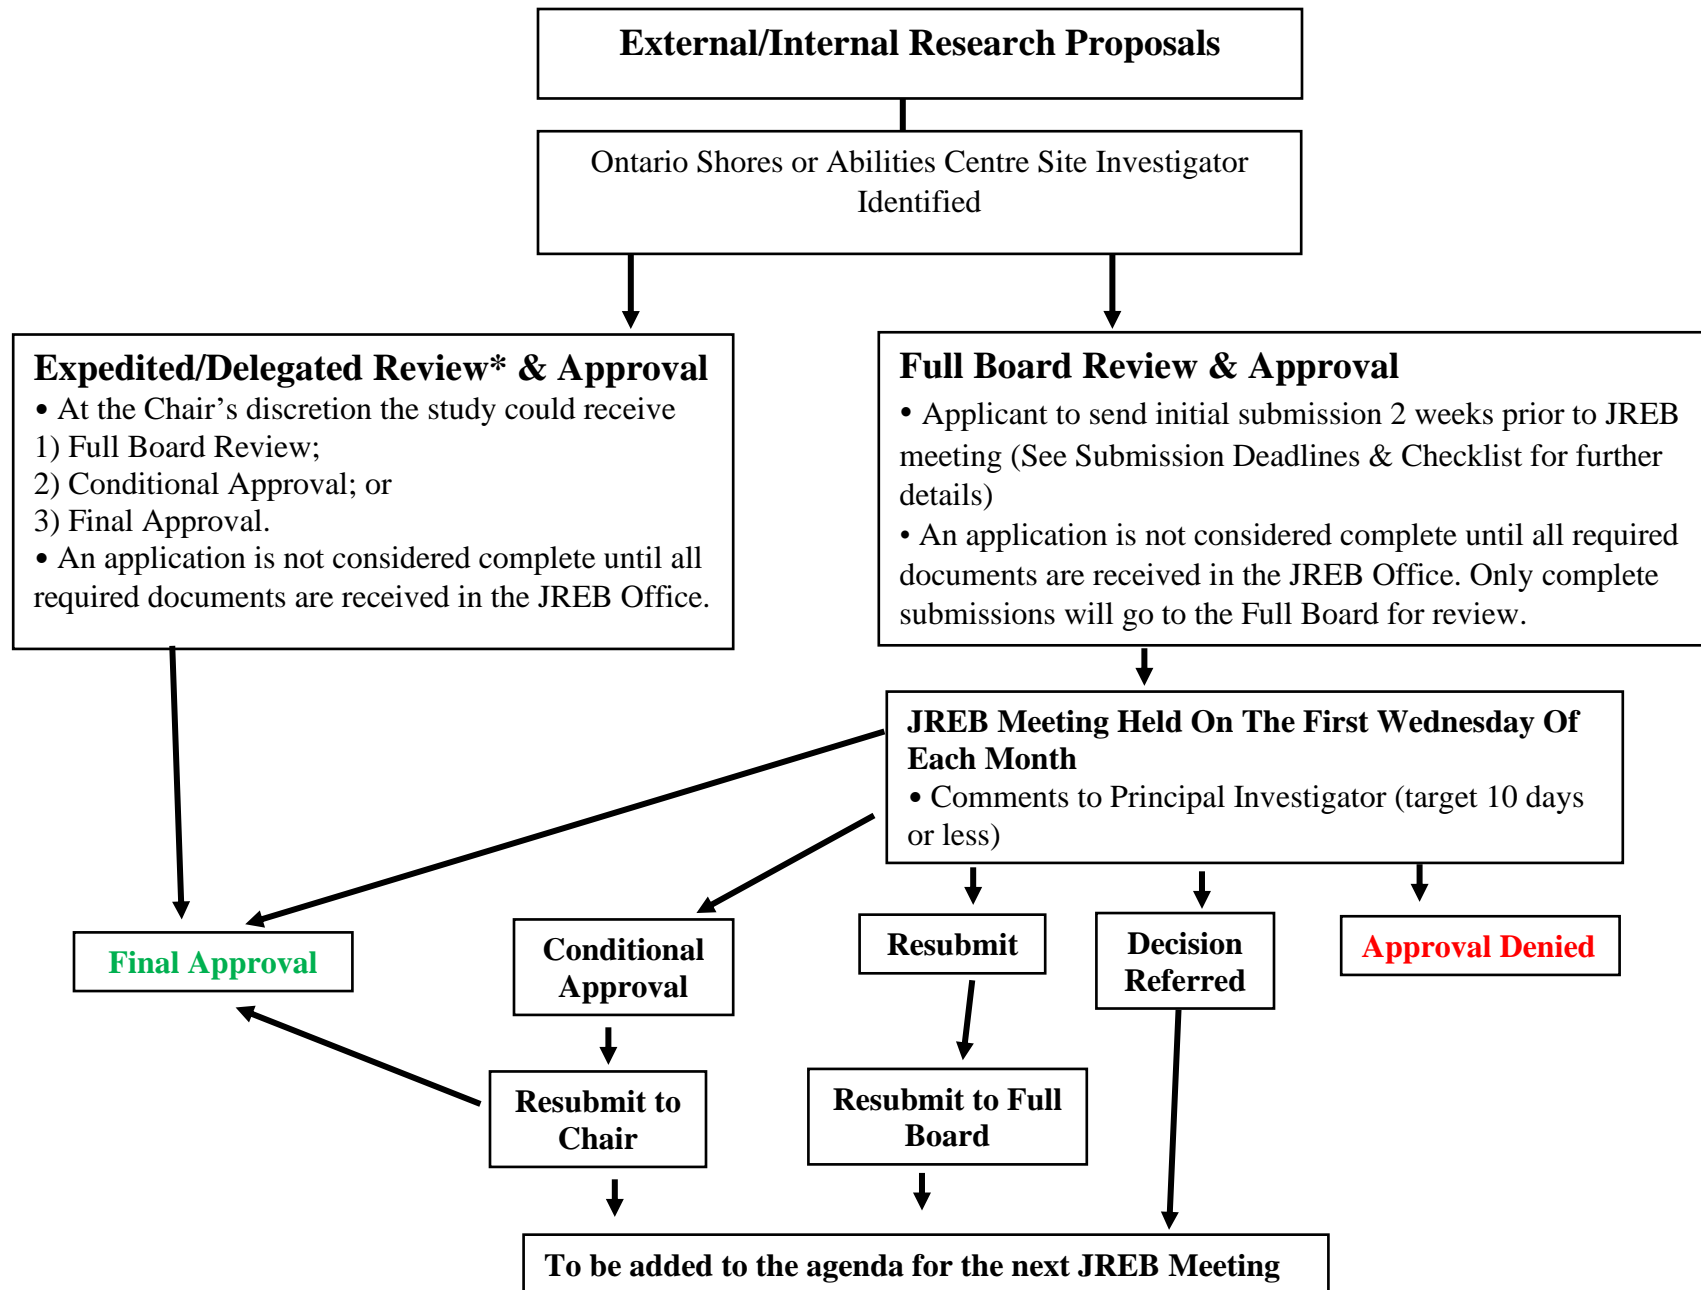 External/Internal Research Proposals
Ontario Shores or Abilities Centre Site Investigator
Identified
Expedited/Delegated Review* & Approval
• At the Chair’s discretion the study could receive
1) Full Board Review;
2) Conditional Approval; or
3) Final Approval.
• An application is not considered complete until all
required documents are received in the JREB Office.
Full Board Review & Approval
• Applicant to send initial submission 2 weeks prior to JREB
meeting (See Submission Deadlines & Checklist for further
details)
• An application is not considered complete until all required
documents are received in the JREB Office. Only complete
submissions will go to the Full Board for review.
JREB Meeting Held On The First Wednesday Of
Each Month
• Comments to Principal Investigator (target 10 days
or less)
Final Approval
Conditional
Approval
Resubmit
Decision
Referred
Approval Denied
Resubmit to
Chair
Resubmit to Full
Board
To be added to the agenda for the next JREB Meeting